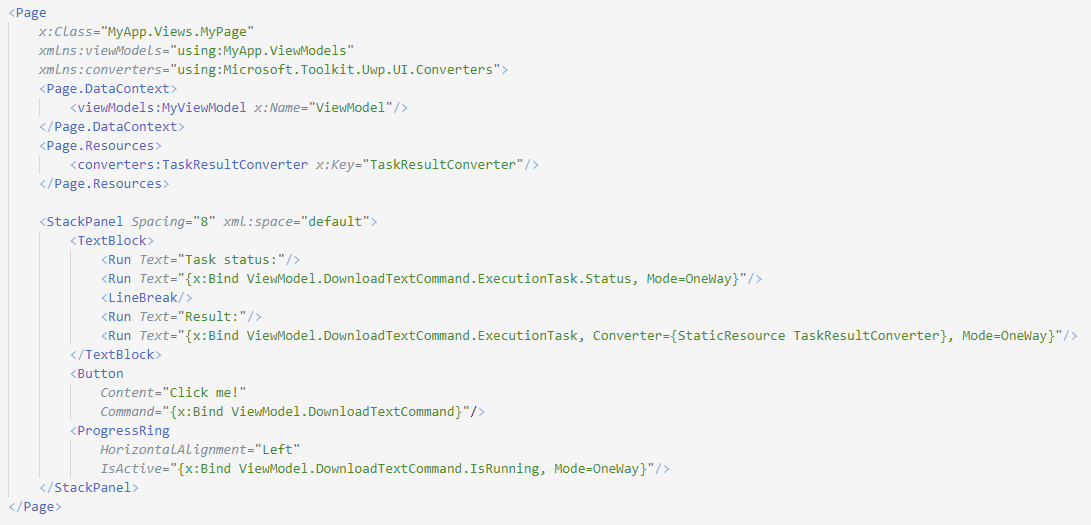 <Page
    x:Class="MyApp.Views.MyPage"
    xmlns:viewModels="using:MyApp.ViewModels"
    xmlns:converters="using:Microsoft.Toolkit.Uwp.UI.Converters">
    <Page.DataContext>
        <viewModels:MyViewModel x:Name="ViewModel"/>
    </Page.DataContext>
    <Page.Resources>
        <converters:TaskResultConverter x:Key="TaskResultConverter"/>
    </Page.Resources>

    <StackPanel Spacing="8" xml:space="default">
        <TextBlock>
            <Run Text="Task status:"/>
            <Run Text="{x:Bind ViewModel.DownloadTextCommand.ExecutionTask.Status, Mode=OneWay}"/>
            <LineBreak/>
            <Run Text="Result:"/>
            <Run Text="{x:Bind ViewModel.DownloadTextCommand.ExecutionTask, Converter={StaticResource TaskResultConverter}, Mode=OneWay}"/>
        </TextBlock>
        <Button
            Content="Click me!"
            Command="{x:Bind ViewModel.DownloadTextCommand}"/>
        <ProgressRing
            HorizontalAlignment="Left"
            IsActive="{x:Bind ViewModel.DownloadTextCommand.IsRunning, Mode=OneWay}"/>
    </StackPanel>
</Page>